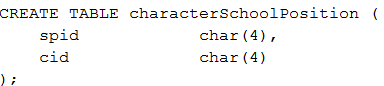 CREATE TABLE characterSchoolPosition (
    spid            char(4),
    cid             char(4)
);